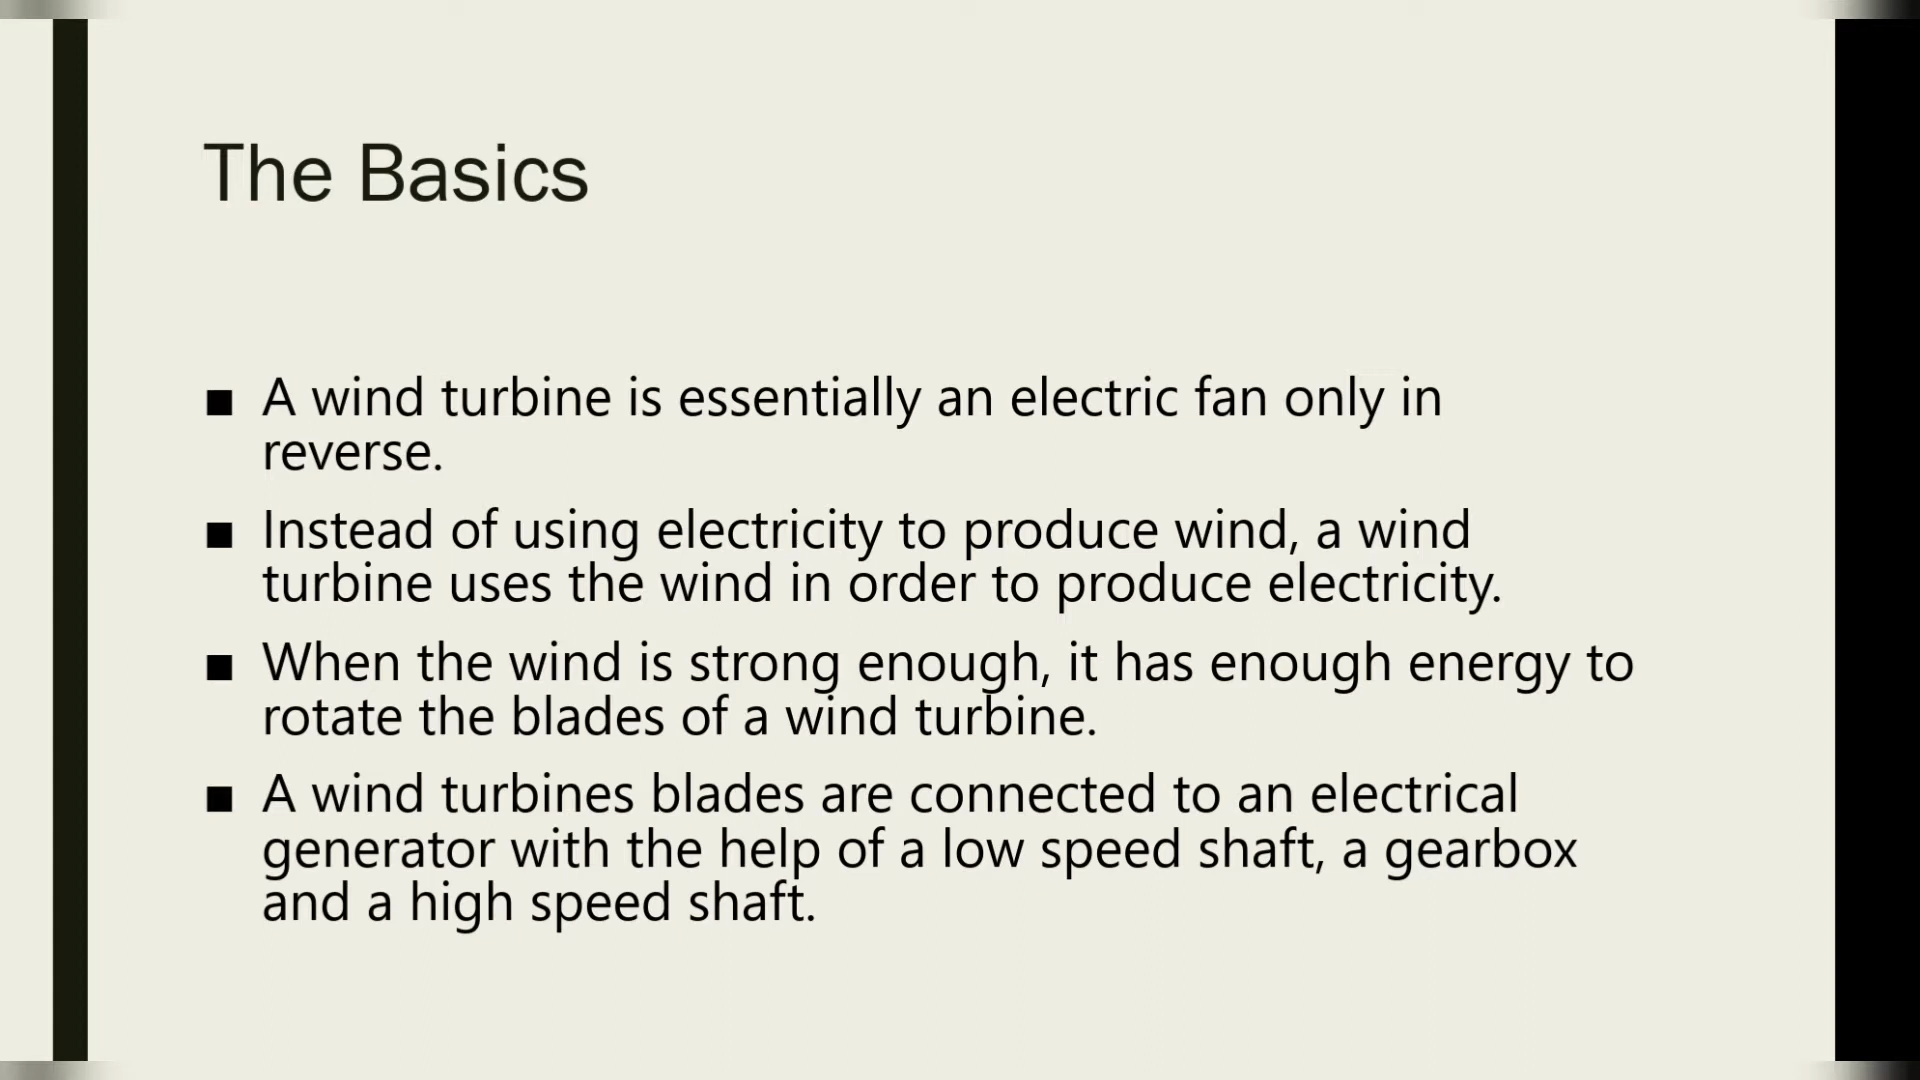 The Basics
■ A wind turbine is essentially an electric fan only in
reverse.
■ Instead of using electricity to produce wind, a wind
turbine uses the wind in order to produce electricity.
■ When the wind is strong enough, it has enough energy to
rotate the blades of a wind turbine.
■ A wind turbines blades are connected to an electrical
generator with the help of a low speed shaft, a gearbox
and a high speed shaft.